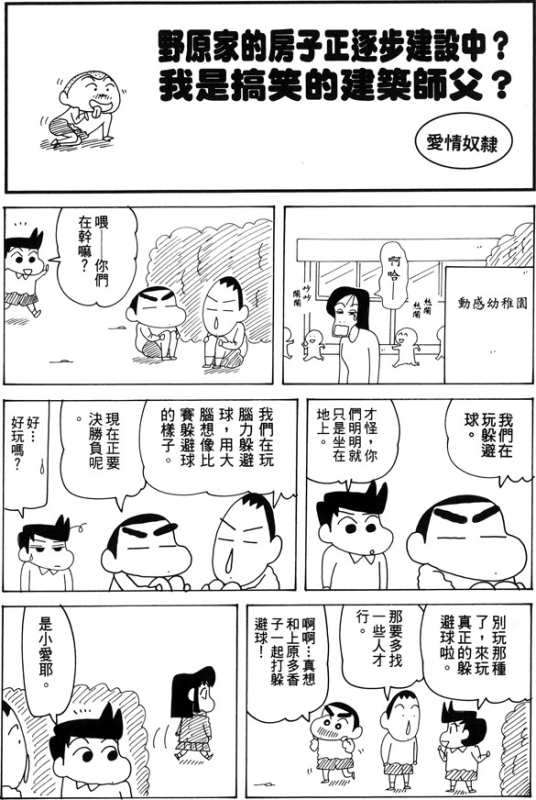 野原家的房子正逐步建設中？
我是搞笑的建築師父？
愛情奴隸
動感幼稚園
啊哈—
熱鬧
熱鬧
吵吵
鬧鬧
喂——你們
在幹嘛？
我們在
玩躲避
球。
才怪，你
們明明就
只是坐在
地上。
我們在玩
腦力躲避
球，用大
腦想像比
賽躲避球
的樣子。
現在正要
決勝負呢
。
好…
好玩嗎？
別玩那種
了，來玩
真正的躲
避球啦。
那要多找
一些人才
行。
啊啊…真想
和上原多香
子一起打躲
避球！
是小愛耶。